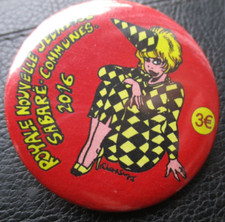 ROYALE NOUVELLE JEUNESSE
SABARÉ-COMMUNES.
2016
3€